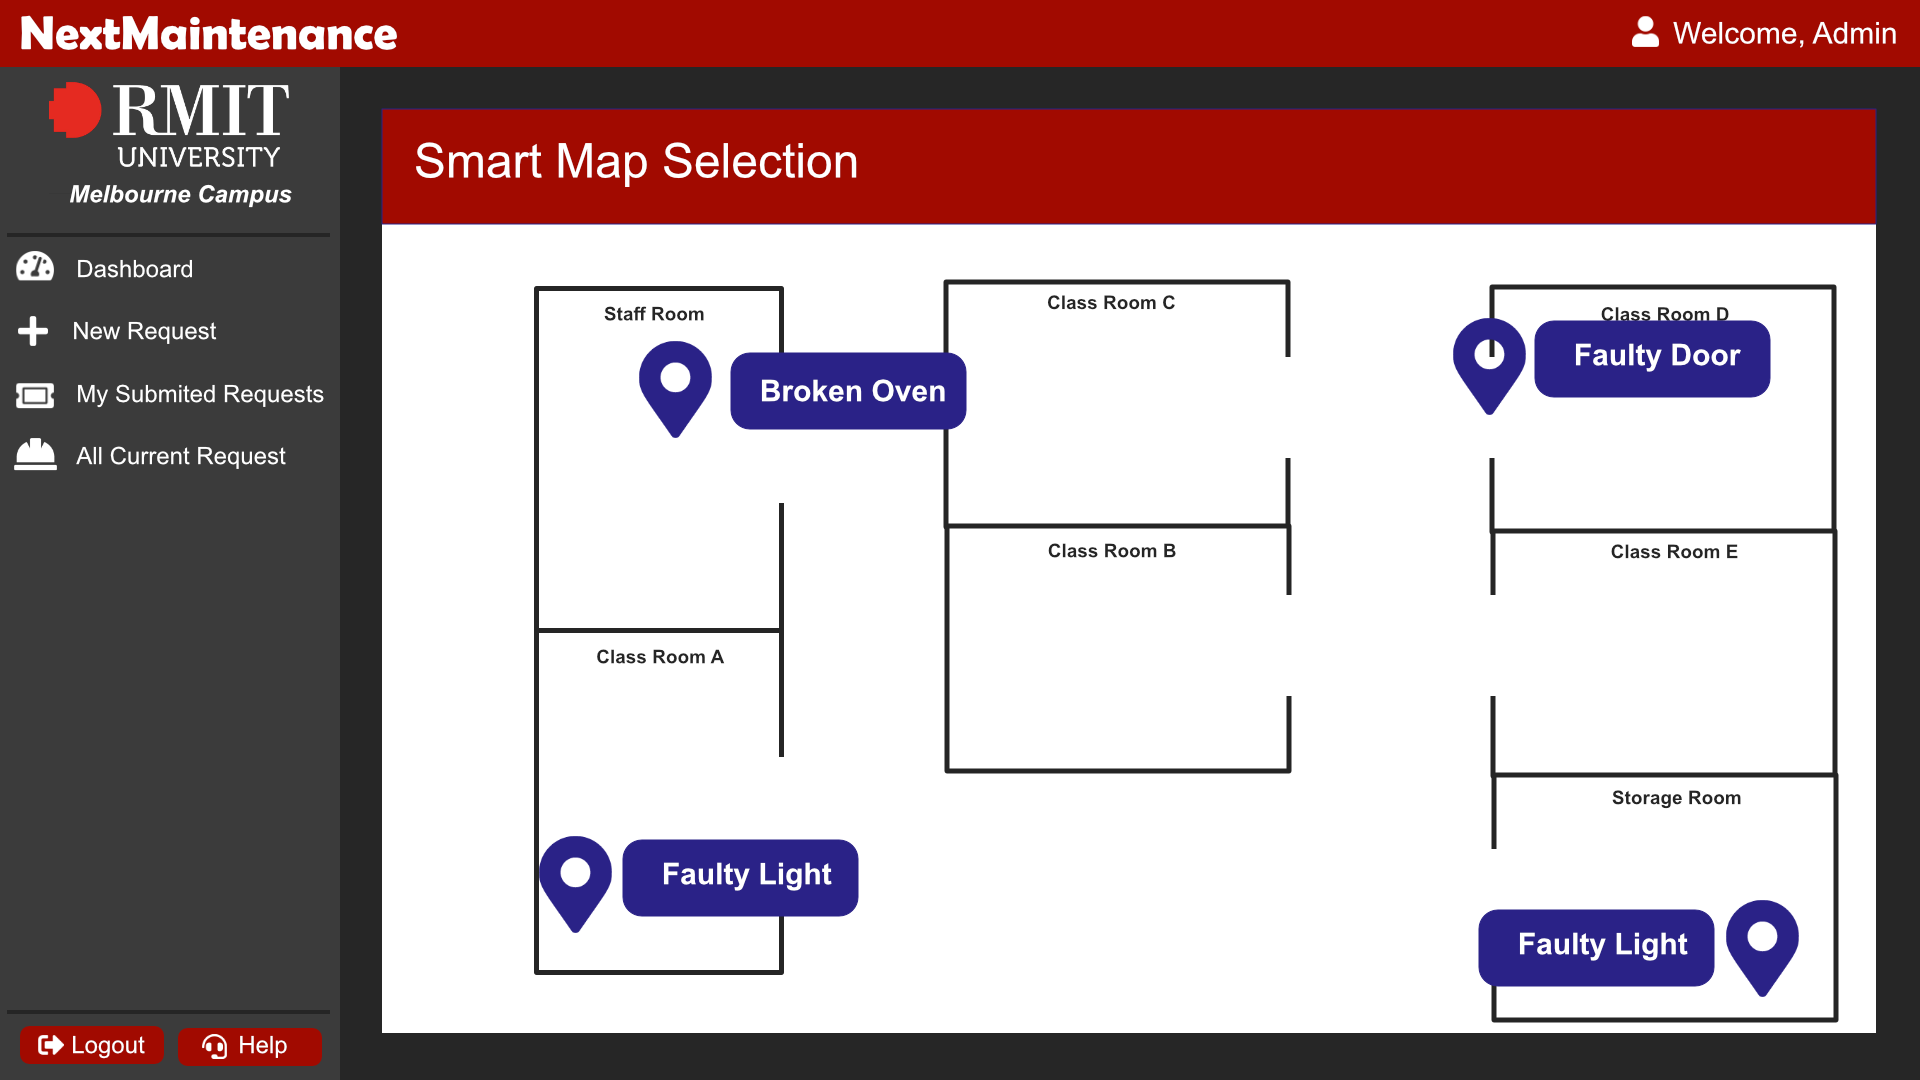 NextMaintenance
Welcome, Admin
RMIT
UNIVERSITY
Melbourne Campus
Dashboard
New Request
My Submited Requests
All Current Request
Logout
Help
Smart Map Selection
Staff Room
Broken Oven
Class Room A
Faulty Light
Class Room C
Class Room B
Class Room D
Faulty Door
Class Room E
Storage Room
Faulty Light